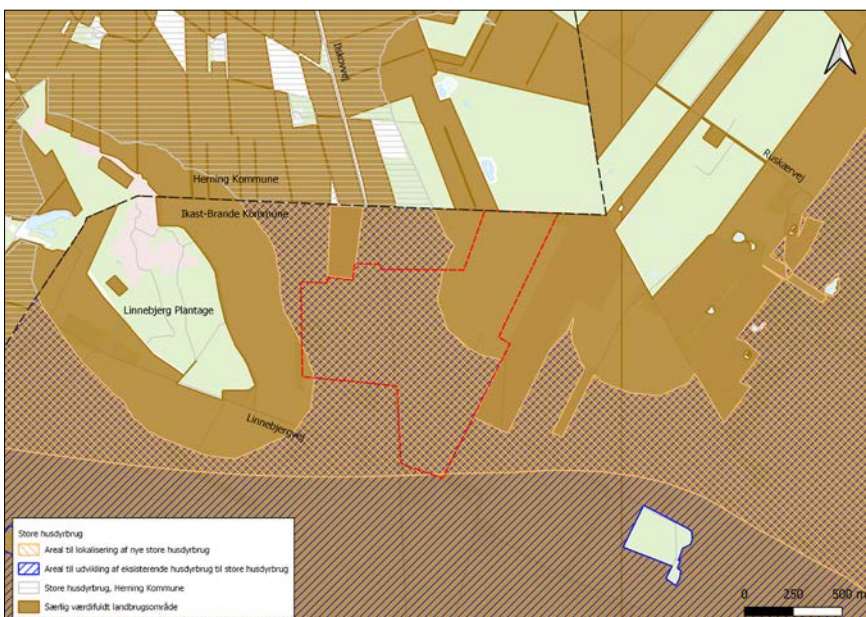 Ilskovvej
Ruskærvej
Herning Kommune
Ikast-Brande Kommune
Linnebjerg Plantage
Linnebjergvej
Store husdyrbrug
Areal til lokalisering af nye store husdyrbrug
Areal til udvikling af eksisterende husdyrbrug til store husdyrbrug
Store husdyrbrug, Herning Kommune
Særlig værdifuldt landbrugsområde
0 250 500 m